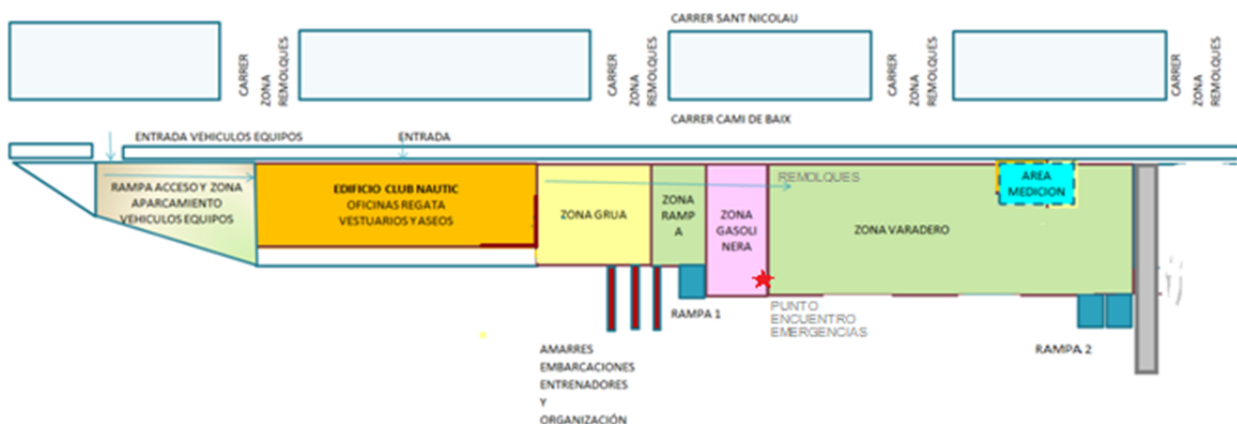 CARRER SANT NICOLAU
CARRER
ZONA
REMOLQUES
CARRER
ZONA
REMOLQUES
CARRER
ZONA
REMOLQUES
CARRER
ZONA
REMOLQUES
CARRER CAMI DE BAIX
ENTRADA VEHICULOS EQUIPOS
ENTRADA
RAMPA ACCESO Y ZONA
APARCAMIENTO
VEHICULOS EQUIPOS
EDIFICIO CLUB NAUTIC
OFICINAS REGATA
VESTUARIOS Y ASEOS
ZONA GRUA
ZONA
RAMP
A
ZONA
GASOLI
NERA
REMOLQUES
ZONA VARADERO
AREA
MEDICION
RAMPA 1
PUNTO
ENCUENTRO
EMERGENCIAS
RAMPA 2
AMARRES
EMBARCACIONES
ENTRENADORES
Y
ORGANIZACIÓN